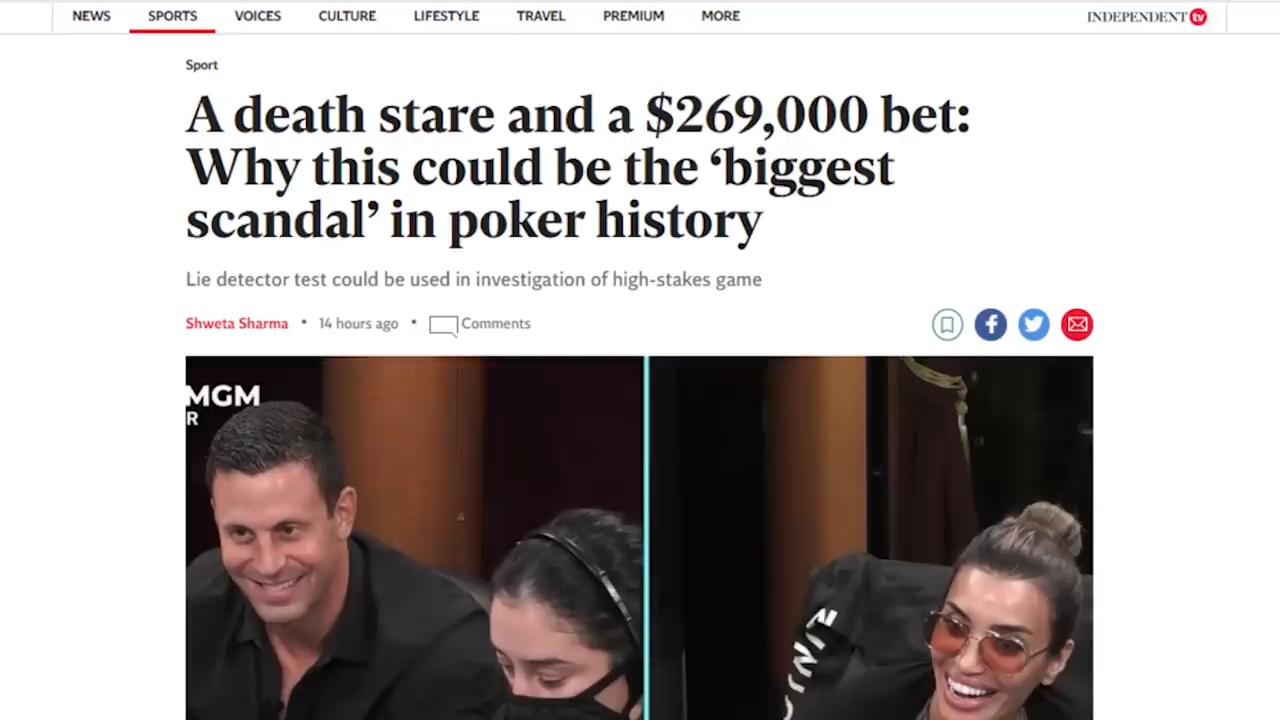 NEWS SPORTS VOICES CULTURE LIFESTYLE TRAVEL PREMIUM MORE INDEPENDENT tv
Sport
A death stare and a $269,000 bet:
Why this could be the ‘biggest
scandal’ in poker history
Lie detector test could be used in investigation of high-stakes game
Shweta Sharma • 14 hours ago • Comments
MGM
R